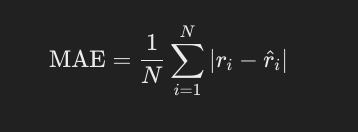 MAE = \frac{1}{N} \sum_{i=1}^{N} |r_i - \hat{r}_i|